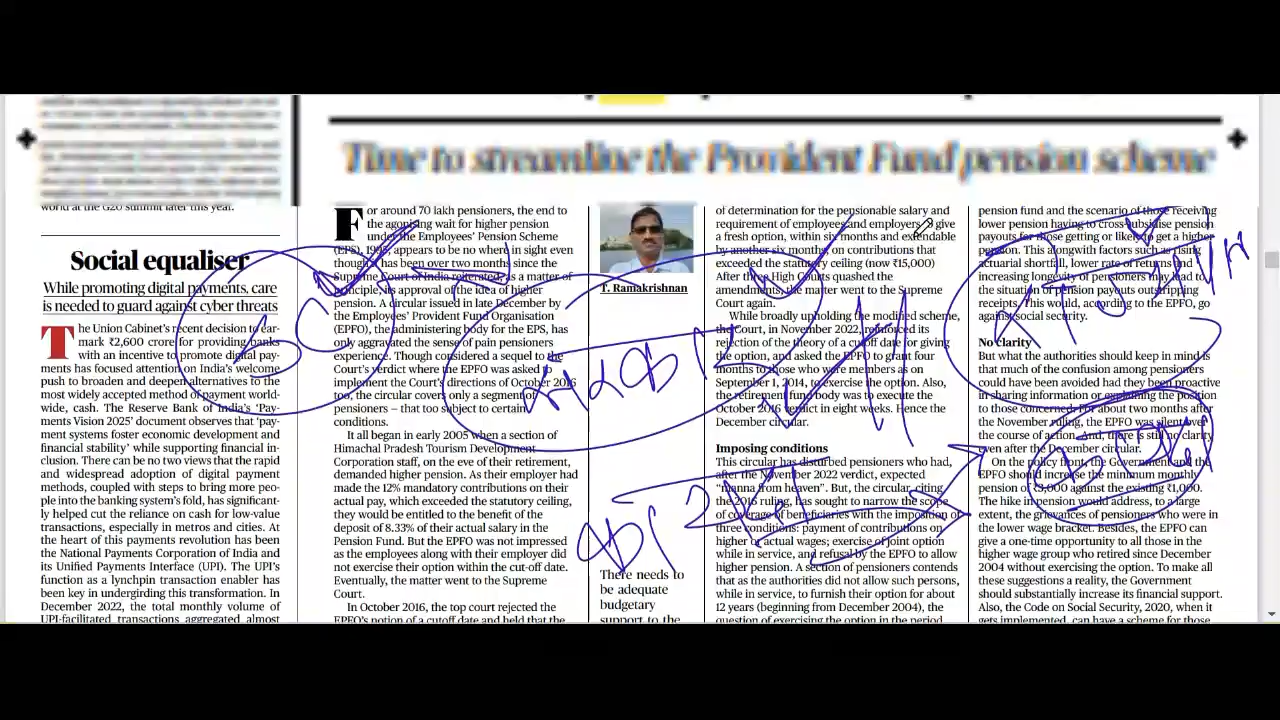 Time to streamline the Provident Fund pension scheme
world at the G20 summit later this year.
Social equaliser
While promoting digital payments, care
is needed to guard against cyber threats
The Union Cabinet's recent decision to ear-
mark ₹2,600 crore for providing banks
with an incentive to promote digital pay-
ments has focused attention on India's welcome
push to broaden and deepen alternatives to the
most widely accepted method of payment world-
wide, cash. The Reserve Bank of India's 'Pay-
ments Vision 2025' document observes that 'pay-
ment systems foster economic development and
financial stability' while supporting financial in-
clusion. There can be no two views that the rapid
and widespread adoption of digital payment
methods, coupled with steps to bring more peo-
ple into the banking system's fold, has significant-
ly helped cut the reliance on cash for low-value
transactions, especially in metros and cities. At
the heart of this payments revolution has been
the National Payments Corporation of India and
its Unified Payments Interface (UPI). The UPI's
function as a lynchpin transaction enabler has
been key in undergirding this transformation. In
December 2022, the total monthly volume of
UPI-facilitated transactions aggregated almost
For around 70 lakh pensioners, the end to
the agonising wait for higher pension
under the Employees' Pension Scheme
(EPS), 1995, appears to be no when in sight even
though it has been over two months since the
Supreme Court of India reiterated, as a matter of
principle, its approval of the idea of higher
pension. A circular issued in late December by
the Employees' Provident Fund Organisation
(EPFO), the administering body for the EPS, has
only aggravated the sense of pain pensioners
experience. Though considered a sequel to the
Court's verdict where the EPFO was asked to
implement the Court's directions of October 2016
too, the circular covers only a segment of
pensioners – that too subject to certain
conditions.
It all began in early 2005 when a section of
Himachal Pradesh Tourism Development
Corporation staff, on the eve of their retirement,
demanded higher pension. As their employer had
made the 12% mandatory contributions on their
actual pay, which exceeded the statutory ceiling,
they would be entitled to the benefit of the
deposit of 8.33% of their actual salary in the
Pension Fund. But the EPFO was not impressed
as the employees along with their employer did
not exercise their option within the cut-off date.
Eventually, the matter went to the Supreme
Court.
In October 2016, the top court rejected the
EPFO's notion of a cutoff date and held that the
T. Ramakrishnan
There needs to
be adequate
budgetary
support to the
of determination for the pensionable salary and
requirement of employees and employers to give
a fresh option, within six months and extendable
by another six months, on contributions that
exceeded the statutory ceiling (now ₹15,000)
After three High Courts quashed the
amendments, the matter went to the Supreme
Court again.
While broadly upholding the modified scheme,
the Court, in November 2022, reinforced its
rejection of the theory of a cutoff date for giving
the option, and asked the EPFO to grant four
months to those who were members as on
September 1, 2014, to exercise the option. Also,
the retirement body was to execute the
October 2016 verdict in eight weeks. Hence the
December circular.
Imposing conditions
This circular has disturbed pensioners who had,
after the November 2022 verdict, expected
"manna from heaven". But, the circular, citing
the 2016 ruling, has sought to narrow the scope
of coverage of beneficiaries with the imposition of
three conditions: payment of contributions on
higher or actual wages; exercise of joint option
while in service, and refusal by the EPFO to allow
higher pension. A section of pensioners contends
that as the authorities did not allow such persons,
while in service, to furnish their option for about
12 years (beginning from December 2004), the
question of exercising the option in the period
pension fund and the scenario of those receiving
lower pension having to cross-subsidise pension
payouts for those getting or likely to get a higher
pension. This along with factors such as rising
actuarial shortfall, lower rate of returns and
increasing longevity of pensioners may lead to
the situation of pension payouts outstripping
receipts. This would, according to the EPFO, go
against social security.
No clarity
But what the authorities should keep in mind is
that much of the confusion among pensioners
could have been avoided had they been proactive
in sharing information or explaining the position
to those concerned. For about two months after
the November ruling, the EPFO was silent over
the course of action. And, there is still no clarity
even after the December circular.
On the policy front, the Government and the
EPFO should increase the minimum monthly
pension of ₹3,000 against the existing ₹1,000.
The hike in pension would address, to a large
extent, the grievances of pensioners who were in
the lower wage bracket. Besides, the EPFO can
give a one-time opportunity to all those in the
higher wage group who retired since December
2004 without exercising the option. To make all
these suggestions a reality, the Government
should substantially increase its financial support.
Also, the Code on Social Security, 2020, when it
gets implemented, can have a scheme for those